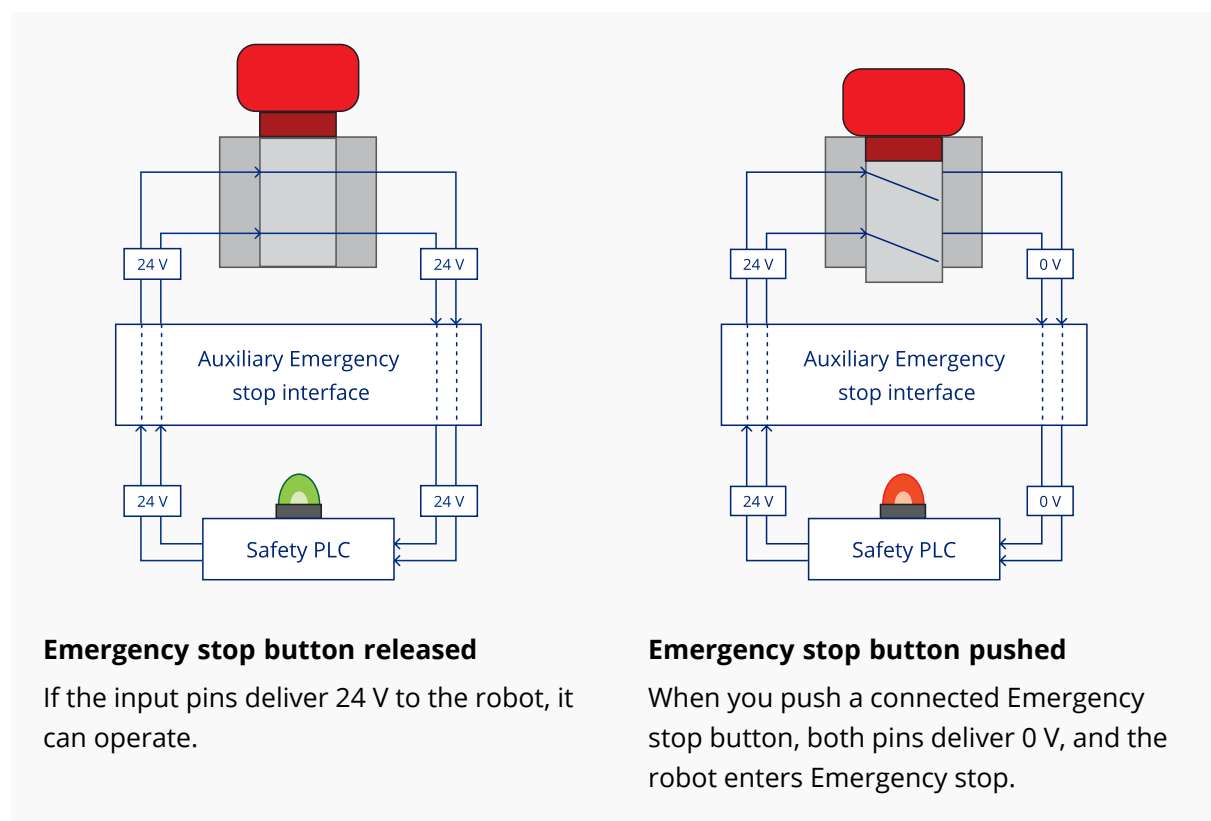 24 V
24 V
Auxiliary Emergency
stop interface
24 V
24 V
Safety PLC
Emergency stop button released
If the input pins deliver 24 V to the robot, it
can operate.
24 V
0 V
Auxiliary Emergency
stop interface
24 V
0 V
Safety PLC
Emergency stop button pushed
When you push a connected Emergency
stop button, both pins deliver 0 V, and the
robot enters Emergency stop.